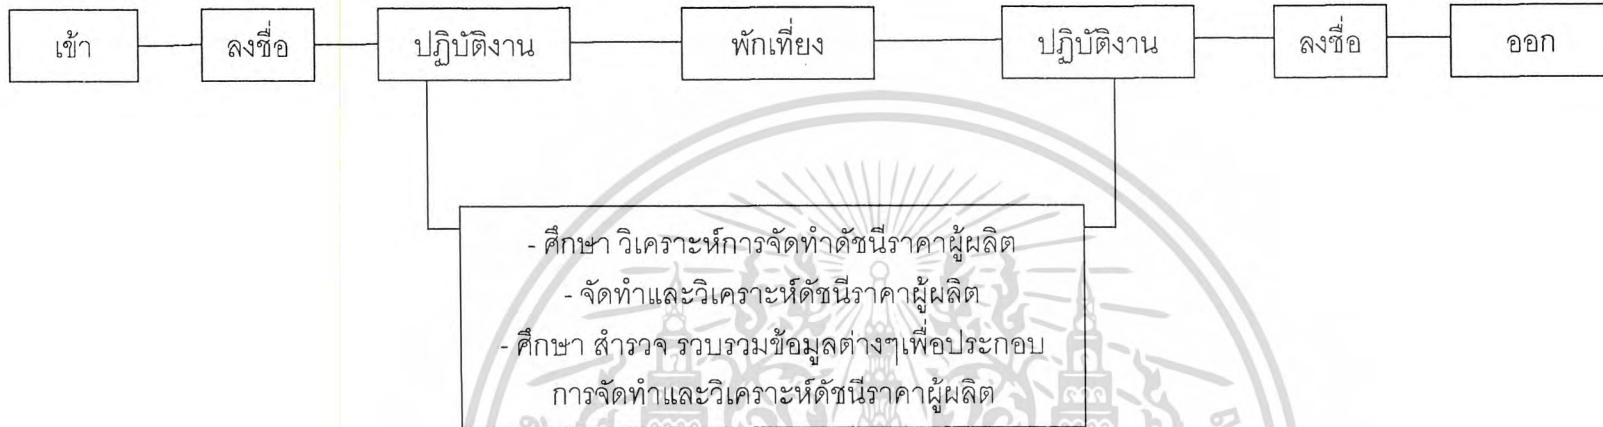 เข้า ลงชื่อ ปฏิบัติงาน พักเที่ยง ปฏิบัติงาน ลงชื่อ ออก
- ศึกษา วิเคราะห์การจัดทำดัชนีราคาผู้ผลิต
- จัดทำและวิเคราะห์ดัชนีราคาผู้ผลิต
- ศึกษา สำรวจ รวบรวมข้อมูลต่างๆเพื่อประกอบ
การจัดทำและวิเคราะห์ดัชนีราคาผู้ผลิต